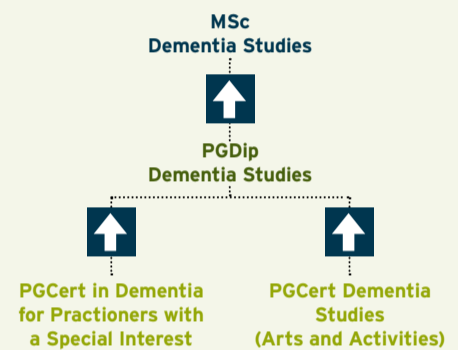 MSc
Dementia Studies
PGDip
Dementia Studies
PGCert in Dementia
for Practioners with
a Special Interest
PGCert Dementia
Studies
(Arts and Activities)